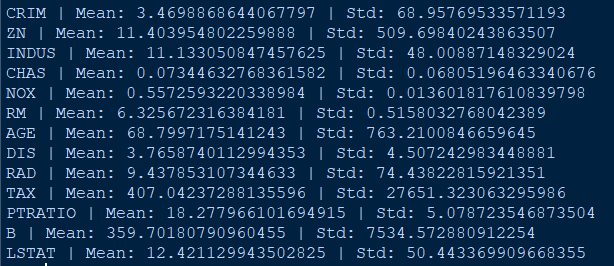 CRIM | Mean: 3.4698868644067797 | Std: 68.95769533571193
ZN | Mean: 11.403954802259888 | Std: 509.69840243863507
INDUS | Mean: 11.133050847457625 | Std: 48.00887148329024
CHAS | Mean: 0.07344632768361582 | Std: 0.06805196463340676
NOX | Mean: 0.5572593220338984 | Std: 0.013601817610839798
RM | Mean: 6.325672316384181 | Std: 0.5158032768042389
AGE | Mean: 68.7997175141243 | Std: 763.2100846659645
DIS | Mean: 3.7658740112994353 | Std: 4.507242983448881
RAD | Mean: 9.437853107344633 | Std: 74.43822815921351
TAX | Mean: 407.04237288135596 | Std: 27651.323063295986
PTRATIO | Mean: 18.277966101694915 | Std: 5.078723546873504
B | Mean: 359.70180790960455 | Std: 7534.572880912254
LSTAT | Mean: 12.421129943502825 | Std: 50.443369909668355